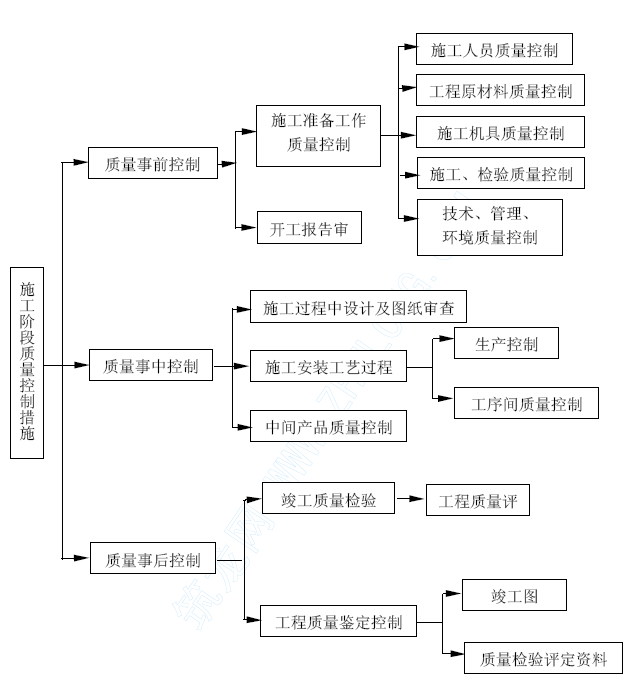 施工阶段质量控制措施
质量事前控制
施工准备工作
质量控制
施工人员质量控制
工程原材料质量控制
施工机具质量控制
施工、检验质量控制
技术、管理、
环境质量控制
开工报告审
质量事中控制
施工过程中设计及图纸审查
施工安装工艺过程
生产控制
工序间质量控制
中间产品质量控制
质量事后控制
竣工质量检验
工程质量评
工程质量鉴定控制
竣工图
质量检验评定资料